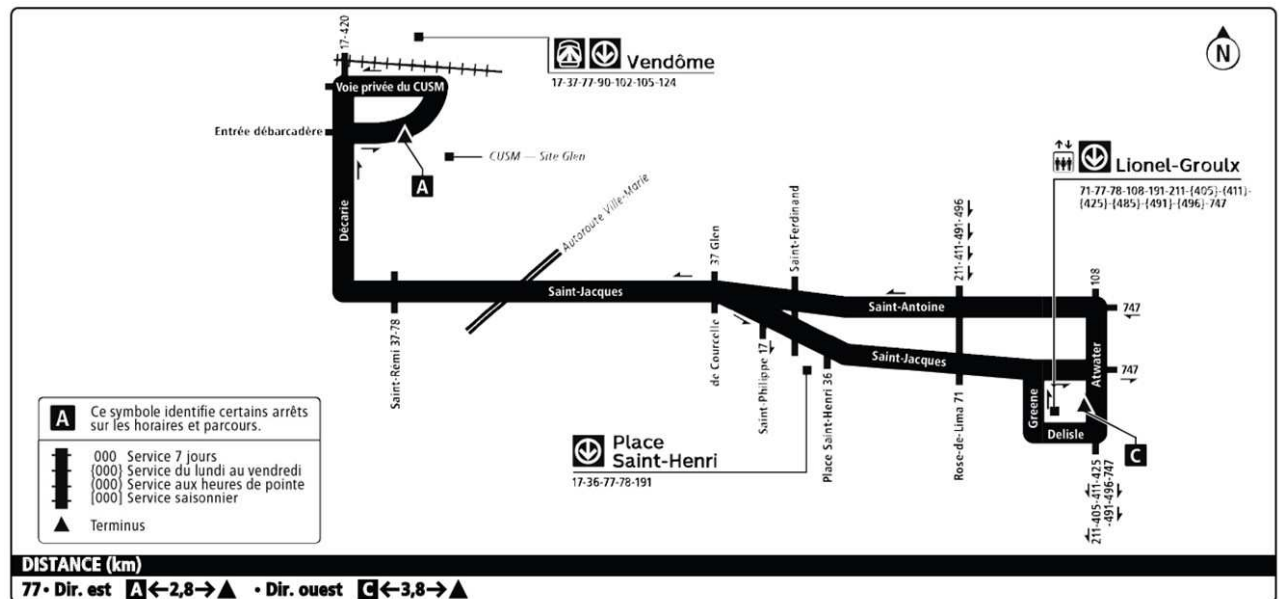 17-420
Vendôme
17-37-77-90-102-105-124
N
Voie privée du CUSM
Entrée débarcadère
CUSM — Site Glen
A
Lionel-Groulx
71-77-78-108-191-211-{405}-{411}-
{425}-{485}-{491}-{496}-747
Décarie
Autoroute Ville-Marie
37 Glen
Saint-Ferdinand
211-411-491-496
108
Saint-Jacques
Saint-Antoine
747
Saint-Jacques
747
Atwater
Saint-Rémi 37-78
de Courcelle
Saint-Philippe 17
Place Saint-Henri 36
Rose-de-Lima 71
Greene
Delisle
C
211-405-411-425
-491-496-747
Place
Saint-Henri
17-36-77-78-191
A Ce symbole identifie certains arrêts
sur les horaires et parcours.
000 Service 7 jours
{000} Service du lundi au vendredi
{000} Service aux heures de pointe
[000] Service saisonnier
Terminus
DISTANCE (km)
77 • Dir. est A ←2,8→ ▲ • Dir. ouest C ←3,8→ ▲